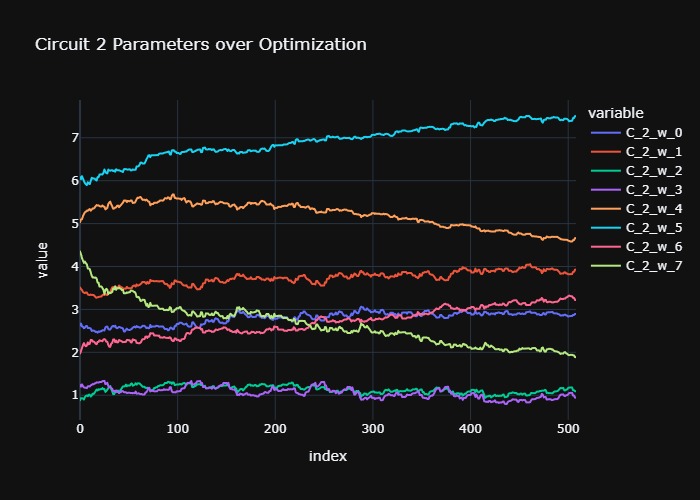 Circuit 2 Parameters over Optimization
variable
C_2_w_0
C_2_w_1
C_2_w_2
C_2_w_3
C_2_w_4
C_2_w_5
C_2_w_6
C_2_w_7
value
7
6
5
4
3
2
1
0 100 200 300 400 500
index